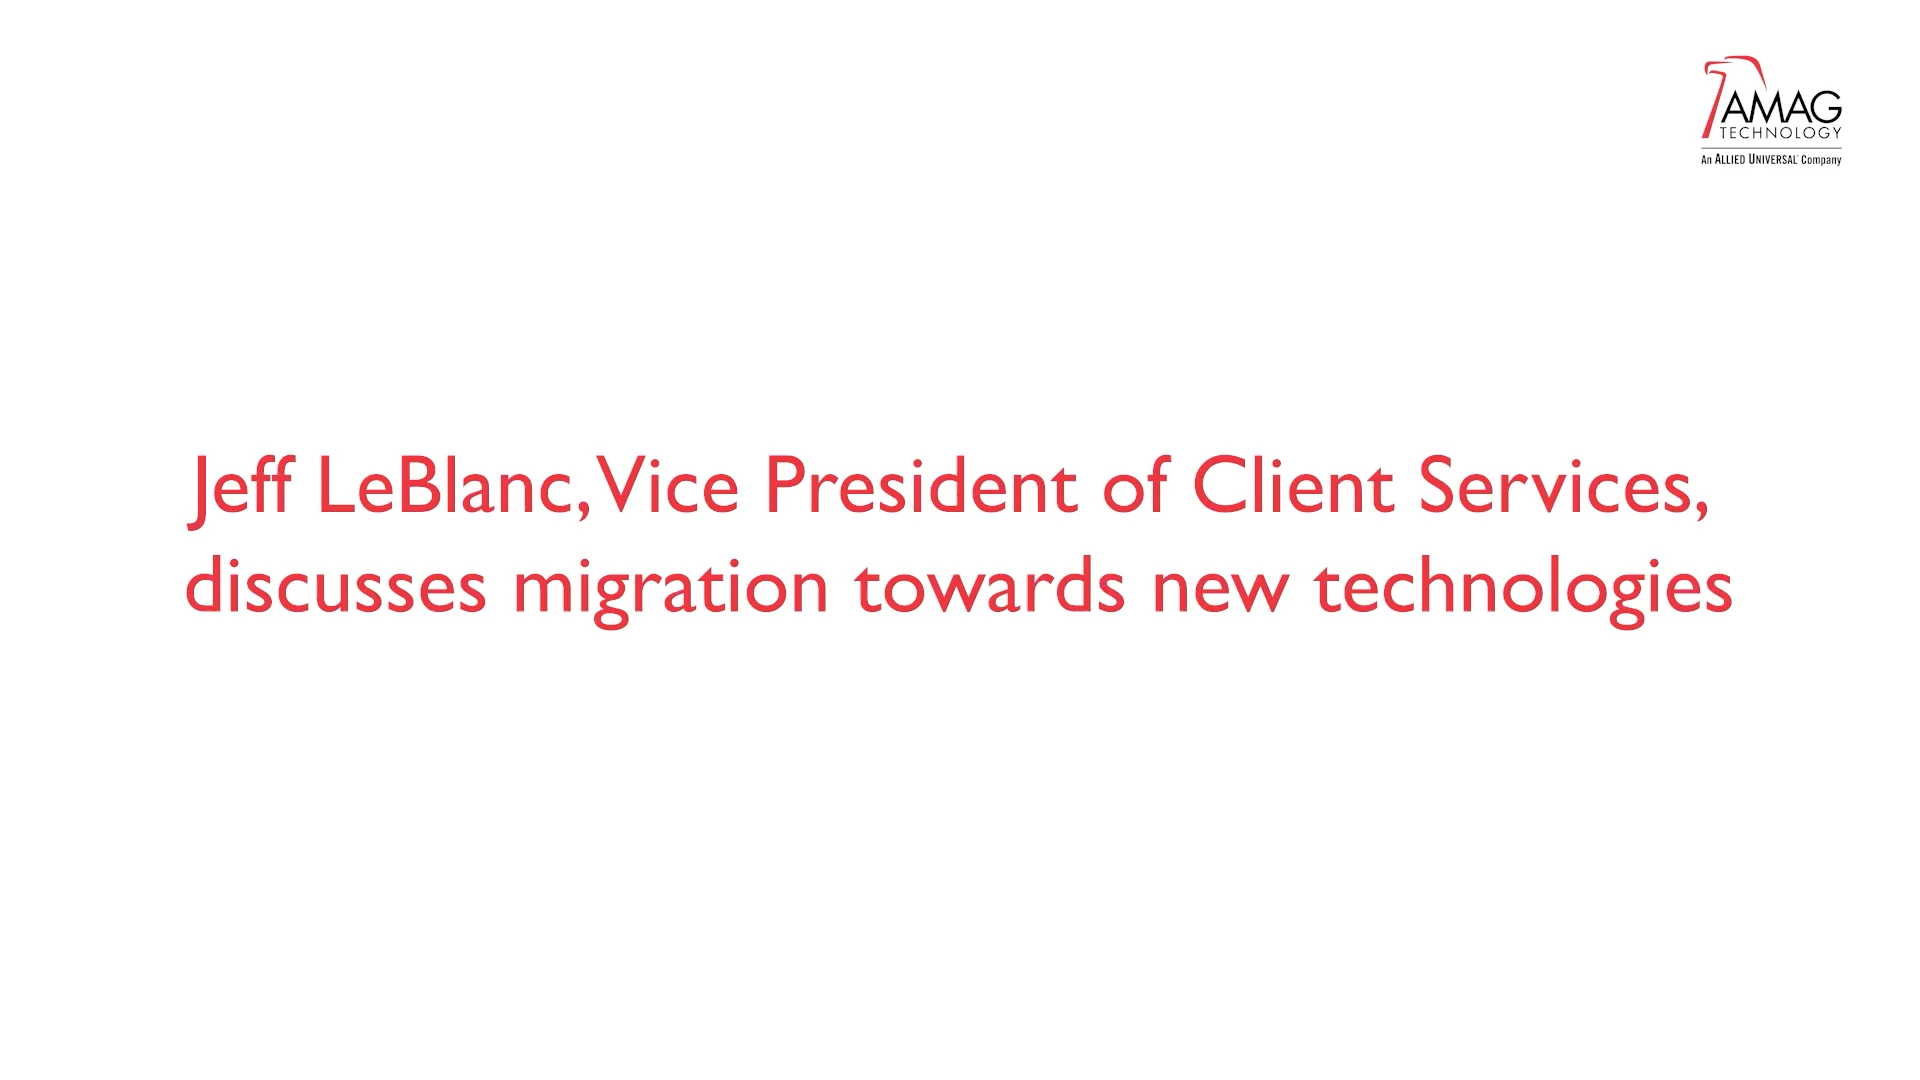 AMAG
TECHNOLOGY
An ALLIED UNIVERSAL Company
Jeff LeBlanc, Vice President of Client Services,
discusses migration towards new technologies